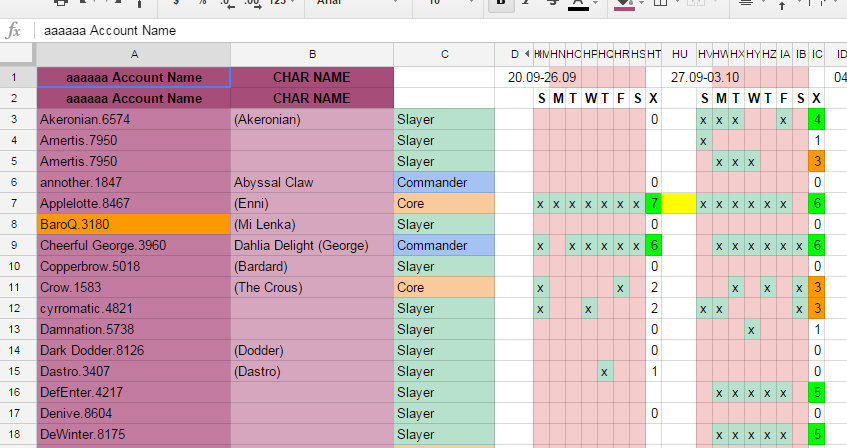 $ % .0 .00 123 Arial 10 B I S A
fx aaaaaa Account Name
A B C D HM HN HC HP HQ HR HS HT HU HV HW HX HY HZ IA IB IC ID
1 aaaaaa Account Name CHAR NAME 20.09-26.09 27.09-03.10 04
2 aaaaaa Account Name CHAR NAME S M T W T F S X S M T W T F S X
3 Akeronian.6574 (Akeronian) Slayer 0 x x x x 4
4 Amertis.7950 Slayer x 1
5 Amertis.7950 Slayer x x x 3
6 annother.1847 Abyssal Claw Commander 0 0
7 Applelotte.8467 (Enni) Core x x x x x x x 7 x x x x x x 6
8 BaroQ.3180 (Mi Lenka) Slayer 0 0
9 Cheerful George.3960 Dahlia Delight (George) Commander x x x x x x 6 x x x x x x 6
10 Copperbrow.5018 (Bardard) Slayer 0 0
11 Crow.1583 (The Crous) Core x x 2 x x x 3
12 cyrromatic.4821 Slayer x x 2 x x x 3
13 Damnation.5738 Slayer 0 x 1
14 Dark Dodder.8126 (Dodder) Slayer 0 0
15 Dastro.3407 (Dastro) Slayer x 1 0
16 DefEnter.4217 Slayer x x x x x 5
17 Denive.8604 Slayer 0 0
18 DeWinter.8175 Slayer x x x x x 5